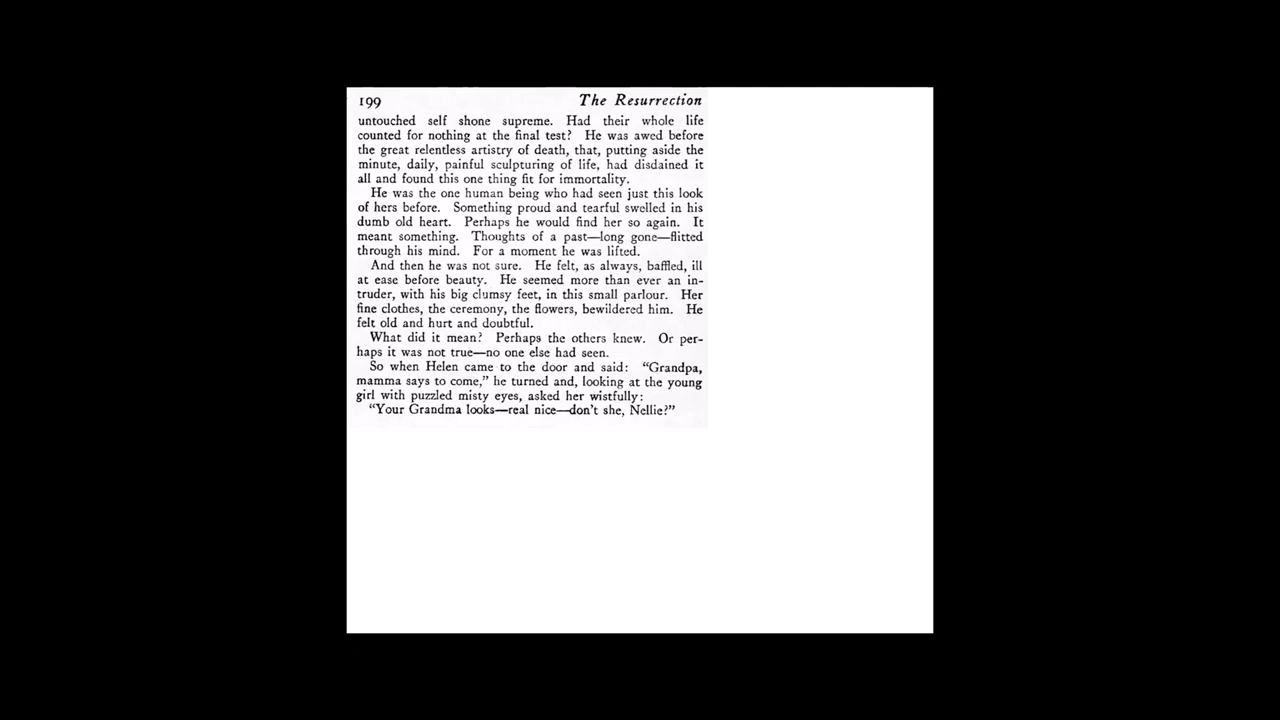 199 The Resurrection
untouched self shone supreme. Had their whole life
counted for nothing at the final test? He was awed before
the great relentless artistry of death, that, putting aside the
minute, daily, painful sculpturing of life, had disdained it
all and found this one thing fit for immortality.
He was the one human being who had seen just this look
of hers before. Something proud and tearful swelled in his
dumb old heart. Perhaps he would find her so again. It
meant something. Thoughts of a past—long gone—flitted
through his mind. For a moment he was lifted.
And then he was not sure. He felt, as always, baffled, ill
at ease before beauty. He seemed more than ever an in-
truder, with his big clumsy feet, in this small parlour. Her
fine clothes, the ceremony, the flowers, bewildered him. He
felt old and hurt and doubtful.
What did it mean? Perhaps the others knew. Or per-
haps it was not true—no one else had seen.
So when Helen came to the door and said: "Grandpa,
mamma says to come," he turned and, looking at the young
girl with puzzled misty eyes, asked her wistfully:
"Your Grandma looks—real nice—don't she, Nellie?"